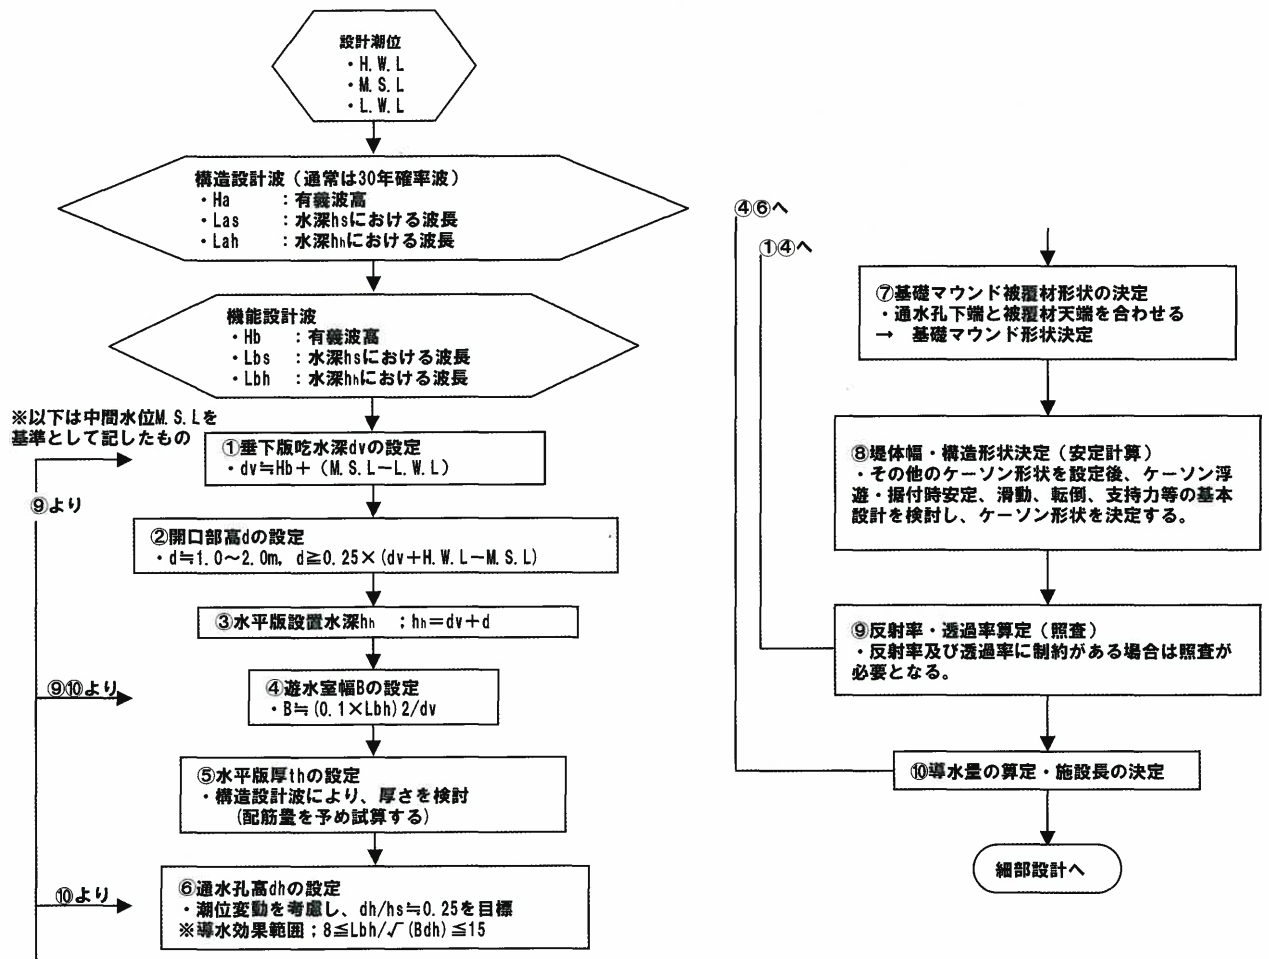 設計潮位
・H.W.L
・M.S.L
・L.W.L
構造設計波（通常は30年確率波）
・Ha ：有義波高
・Las ：水深hsにおける波長
・Lah ：水深hhにおける波長
機能設計波
・Hb ：有義波高
・Lbs ：水深hsにおける波長
・Lbh ：水深hhにおける波長
※以下は中間水位M.S.Lを
基準として記したもの
①垂下版吃水深dvの設定
・dv≒Hb＋（M.S.L－L.W.L）
⑨より
②開口部高dの設定
・d≒1.0～2.0m, d≧0.25×(dv＋H.W.L－M.S.L)
③水平版設置水深hh ；hh＝dv＋d
⑨⑩より
④遊水室幅Bの設定
・B≒(0.1×Lbh)2/dv
⑤水平版厚thの設定
・構造設計波により、厚さを検討
(配筋量を予め試算する)
⑩より
⑥通水孔高dhの設定
・潮位変動を考慮し、dh/hs≒0.25を目標
※導水効果範囲；8≦Lbh/√(Bdh)≦15
④⑥へ
①④へ
⑦基礎マウンド被覆材形状の決定
・通水孔下端と被覆材天端を合わせる
→ 基礎マウンド形状決定
⑧堤体幅・構造形状決定（安定計算）
・その他のケーソン形状を設定後、ケーソン浮
遊・据付時安定、滑動、転倒、支持力等の基本
設計を検討し、ケーソン形状を決定する。
⑨反射率・透過率算定（照査）
・反射率及び透過率に制約がある場合は照査が
必要となる。
⑩導水量の算定・施設長の決定
細部設計へ